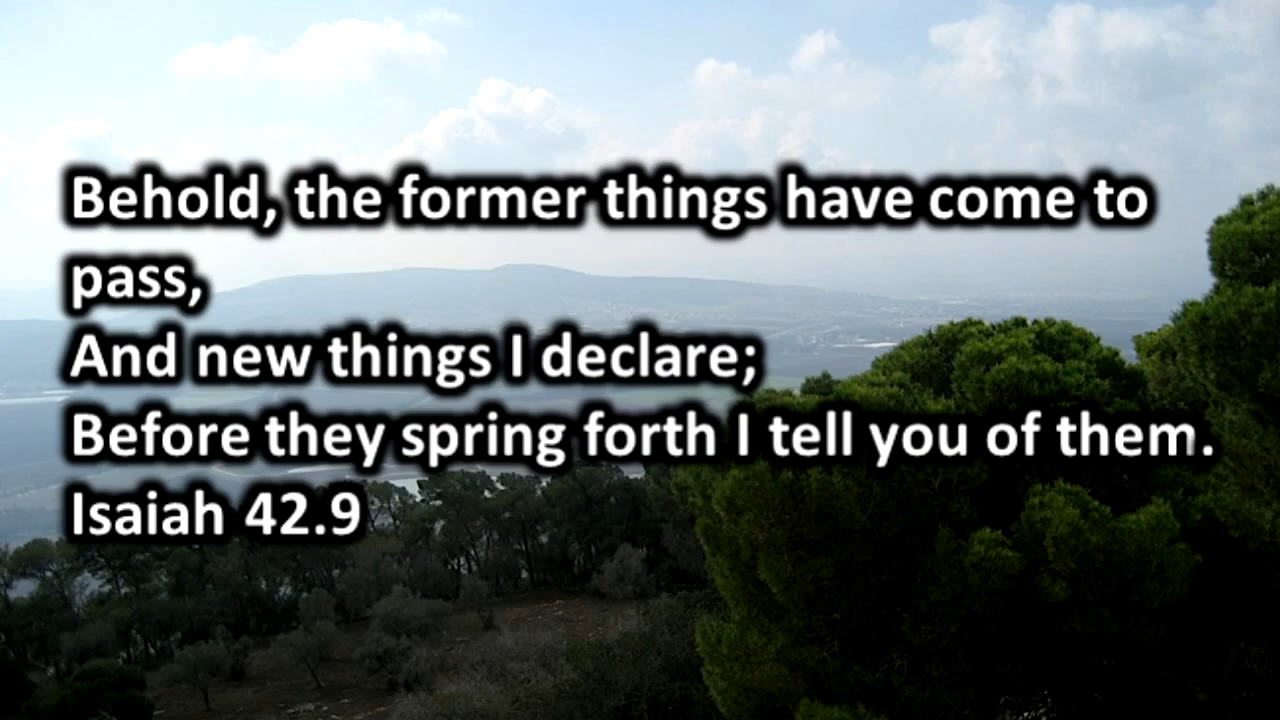 Behold, the former things have come to
pass,
And new things I declare;
Before they spring forth I tell you of them.
Isaiah 42.9